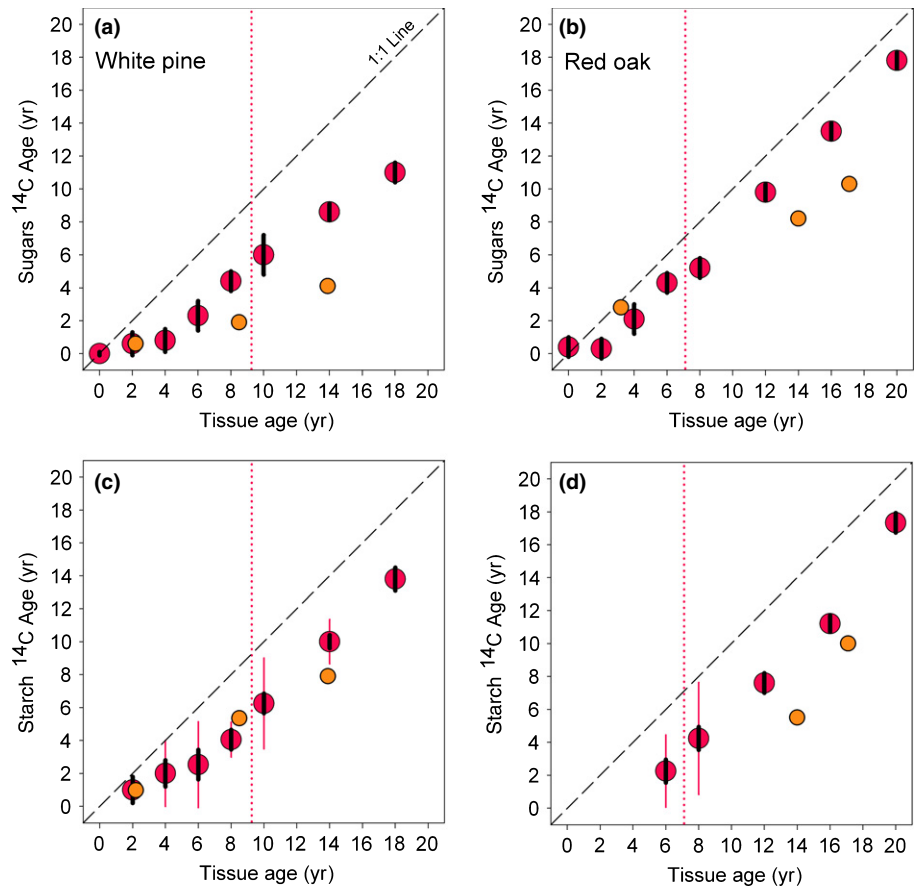 (a)
White pine
1:1 Line
Sugars ¹⁴C Age (yr)
20
18
16
14
12
10
8
6
4
2
0
0 2 4 6 8 10 12 14 16 18 20
Tissue age (yr)
(b)
Red oak
Sugars ¹⁴C Age (yr)
20
18
16
14
12
10
8
6
4
2
0
0 2 4 6 8 10 12 14 16 18 20
Tissue age (yr)
(c)
Starch ¹⁴C Age (yr)
20
18
16
14
12
10
8
6
4
2
0
0 2 4 6 8 10 12 14 16 18 20
Tissue age (yr)
(d)
Starch ¹⁴C Age (yr)
20
18
16
14
12
10
8
6
4
2
0
0 2 4 6 8 10 12 14 16 18 20
Tissue age (yr)